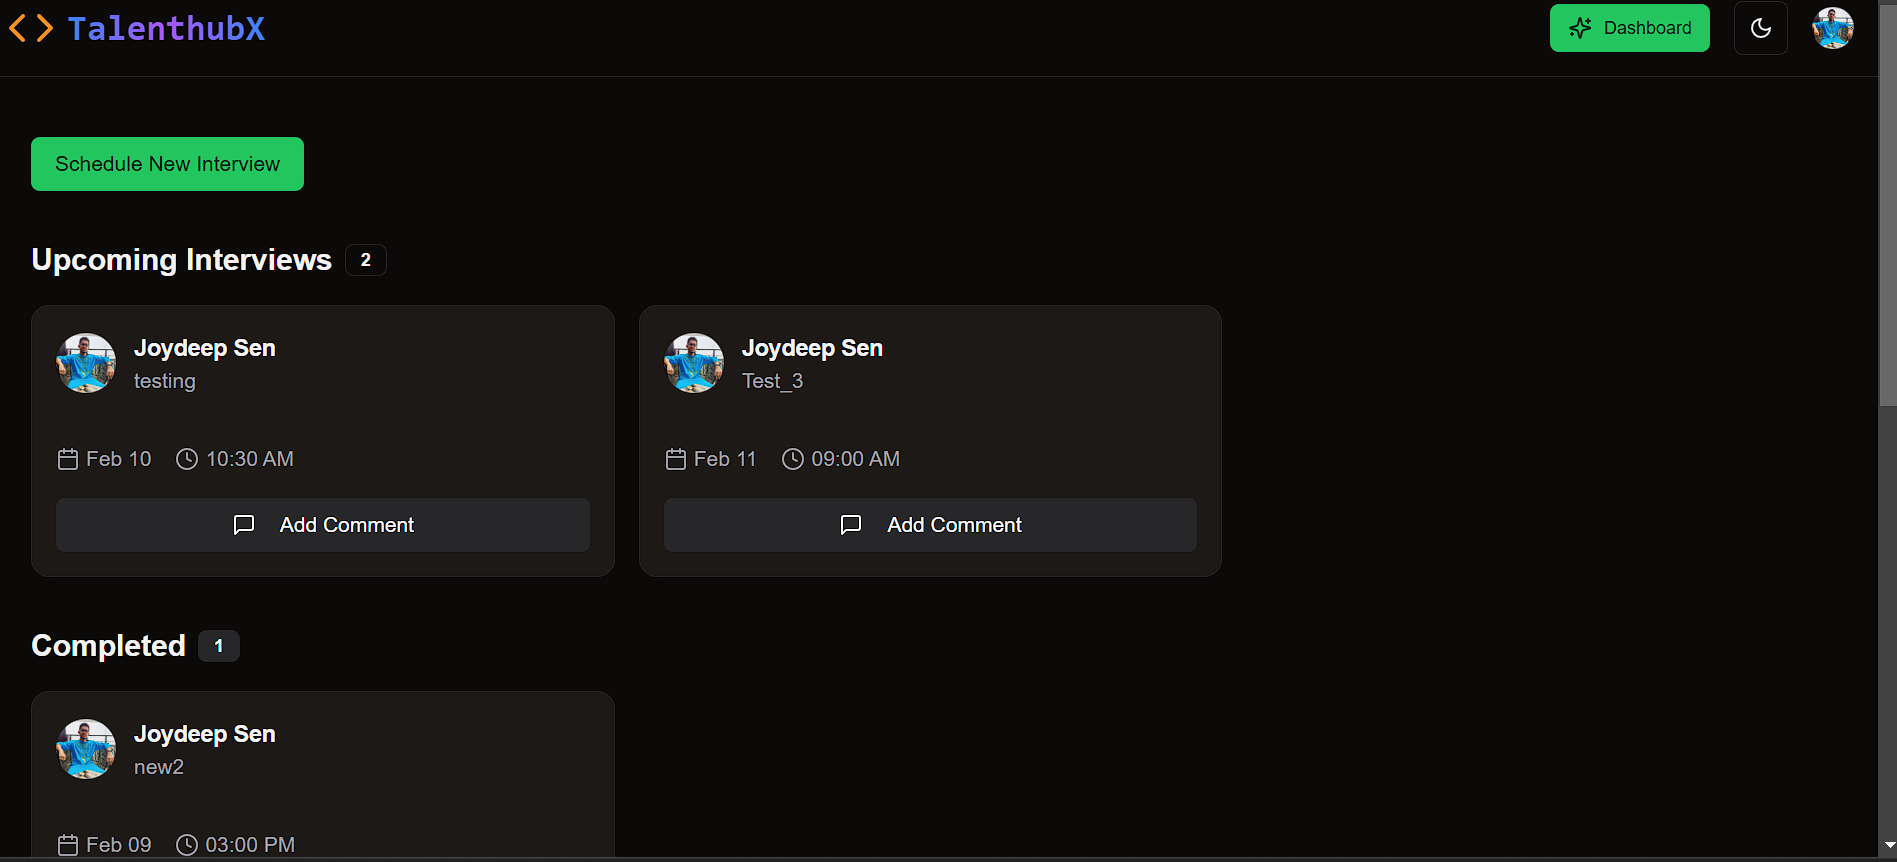 TalenthubX
Dashboard
Schedule New Interview
Upcoming Interviews 2
Joydeep Sen
testing
Feb 10 10:30 AM
Add Comment
Joydeep Sen
Test_3
Feb 11 09:00 AM
Add Comment
Completed 1
Joydeep Sen
new2
Feb 09 03:00 PM